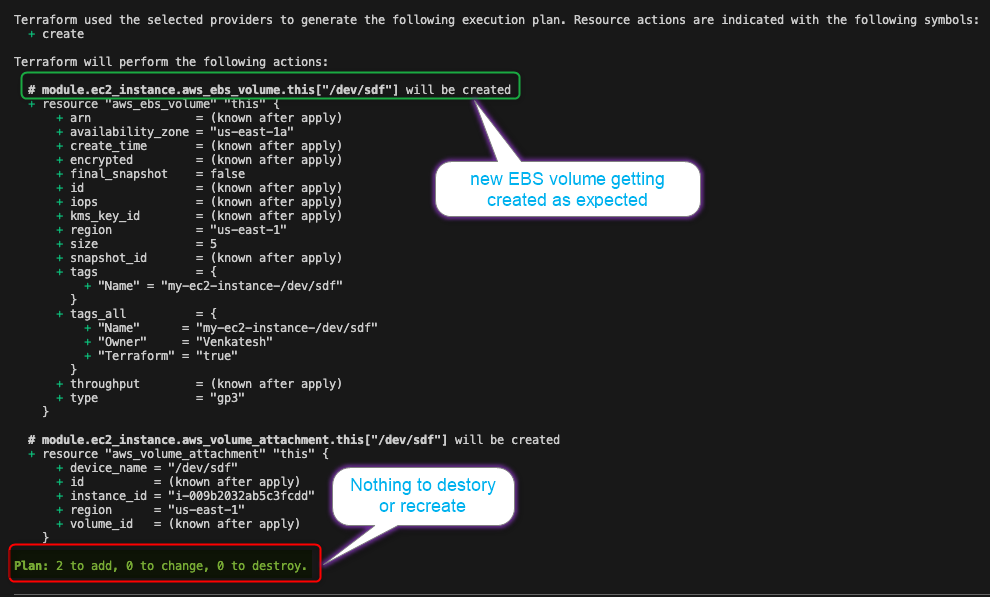 Terraform used the selected providers to generate the following execution plan. Resource actions are indicated with the following symbols:
+ create
Terraform will perform the following actions:
# module.ec2_instance.aws_ebs_volume.this["/dev/sdf"] will be created
+ resource "aws_ebs_volume" "this" {
+ arn = (known after apply)
+ availability_zone = "us-east-1a"
+ create_time = (known after apply)
+ encrypted = (known after apply)
+ final_snapshot = false
+ id = (known after apply)
+ iops = (known after apply)
+ kms_key_id = (known after apply)
+ region = "us-east-1"
+ size = 5
+ snapshot_id = (known after apply)
+ tags = {
+ "Name" = "my-ec2-instance-/dev/sdf"
}
+ tags_all = {
+ "Name" = "my-ec2-instance-/dev/sdf"
+ "Owner" = "Venkatesh"
+ "Terraform" = "true"
}
+ throughput = (known after apply)
+ type = "gp3"
}
new EBS volume getting
created as expected
# module.ec2_instance.aws_volume_attachment.this["/dev/sdf"] will be created
+ resource "aws_volume_attachment" "this" {
+ device_name = "/dev/sdf"
+ id = (known after apply)
+ instance_id = "i-009b2032ab5c3fcdd"
+ region = "us-east-1"
+ volume_id = (known after apply)
}
Nothing to destory
or recreate
Plan: 2 to add, 0 to change, 0 to destroy.